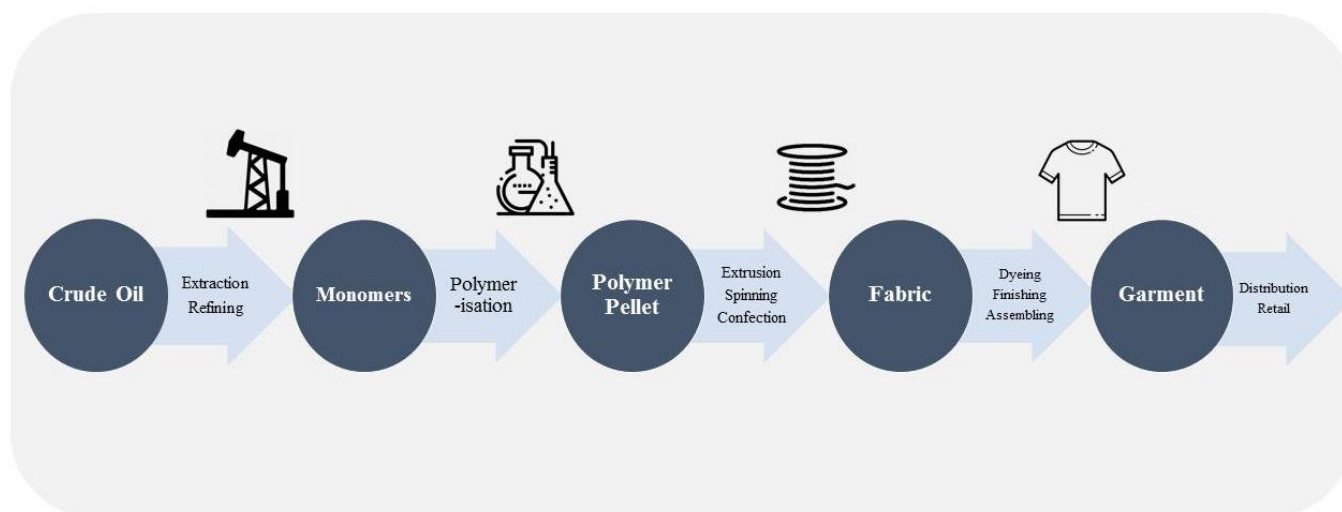 Crude Oil
Extraction
Refining
Monomers
Polymer
-isation
Polymer
Pellet
Extrusion
Spinning
Confection
Fabric
Dyeing
Finishing
Assembling
Garment
Distribution
Retail